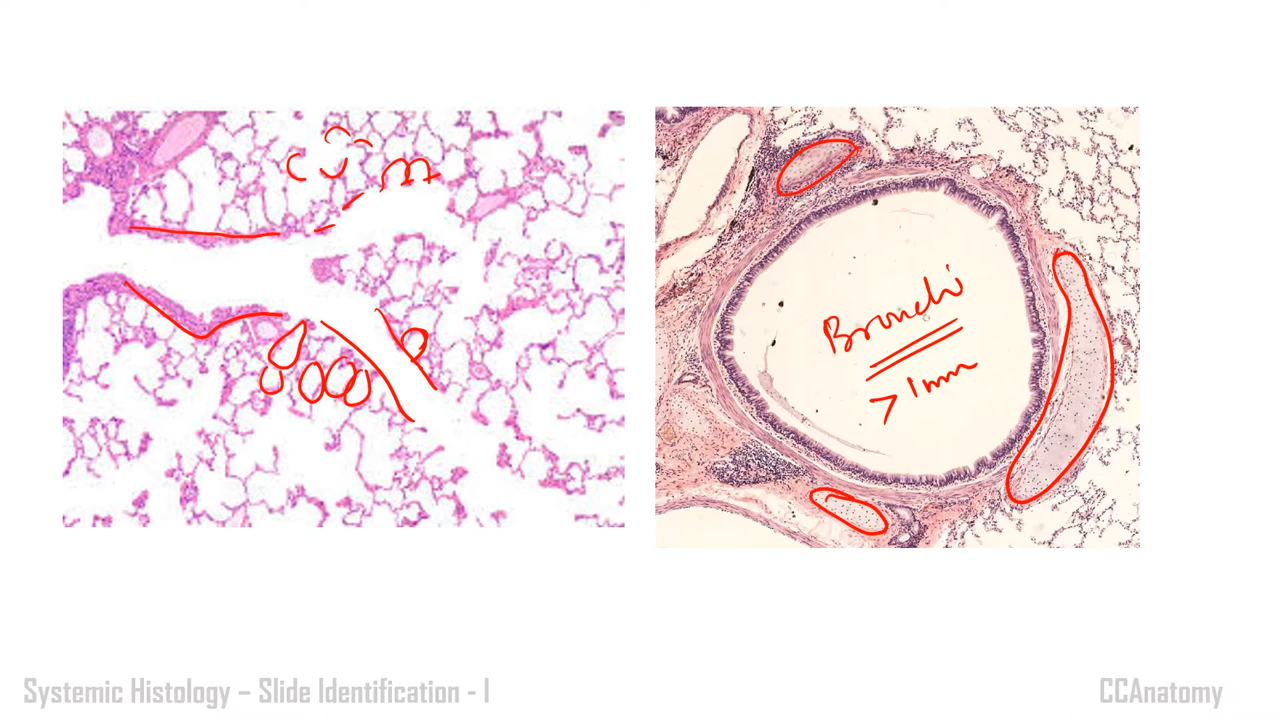 Bronchi
> 1mm
Systemic Histology – Slide Identification - I
CCAnatomy